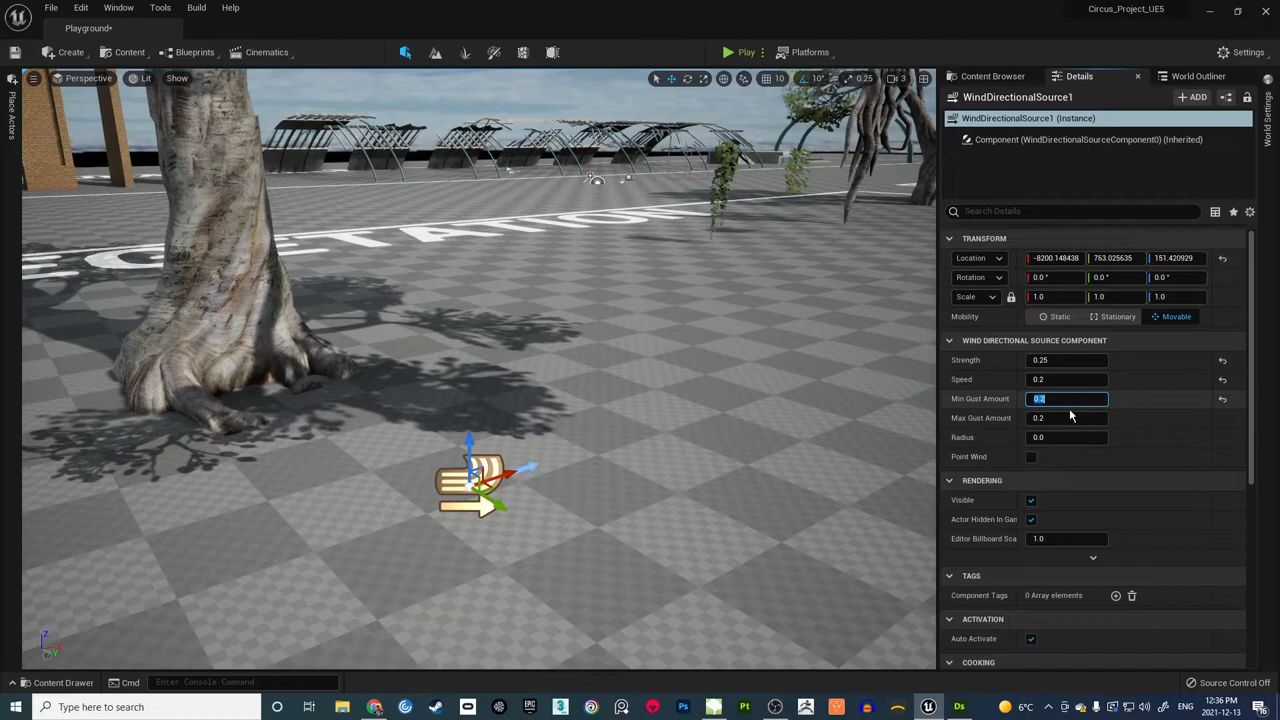 File Edit Window Tools Build Help
Circus_Project_UE5
Playground*
Create Content Blueprints Cinematics Play Platforms Settings
Perspective Lit Show 10 10° 0.25 3
Place Actors
Content Browser Details World Outliner
World Settings
WindDirectionalSource1 ADD
WindDirectionalSource1 (Instance)
Component (WindDirectionalSourceComponent0) (Inherited)
Search Details
TRANSFORM
Location -8200.148438 763.025635 151.420929
Rotation 0.0 ° 0.0 ° 0.0 °
Scale 1.0 1.0 1.0
Mobility Static Stationary Movable
WIND DIRECTIONAL SOURCE COMPONENT
Strength 0.25
Speed 0.2
Min Gust Amount 0.2
Max Gust Amount 0.2
Radius 0.0
Point Wind
RENDERING
Visible
Actor Hidden In Gam
Editor Billboard Sca 1.0
TAGS
Component Tags 0 Array elements
ACTIVATION
Auto Activate
COOKING
EGETATION
Z X Y
Content Drawer Cmd Enter Console Command Source Control Off
Type here to search
6°C 12:36 PM
2021-12-13